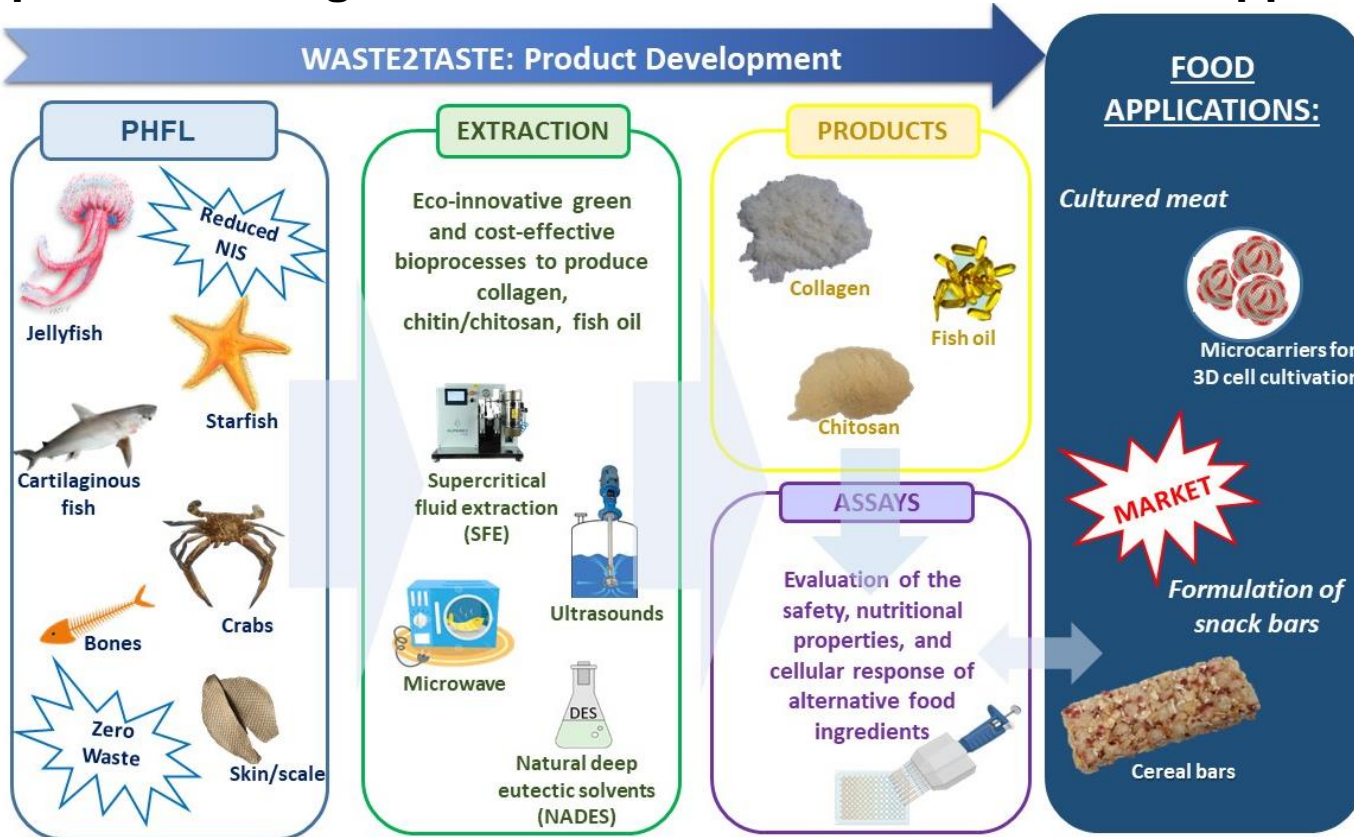 WASTE2TASTE: Product Development
PHFL
Jellyfish
Reduced
NIS
Starfish
Cartilaginous
fish
Crabs
Bones
Zero
Waste
Skin/scale
EXTRACTION
Eco-innovative green
and cost-effective
bioprocesses to produce
collagen,
chitin/chitosan, fish oil
Supercritical
fluid extraction
(SFE)
Ultrasounds
Microwave
DES
Natural deep
eutectic solvents
(NADES)
PRODUCTS
Collagen
Fish oil
Chitosan
ASSAYS
Evaluation of the
safety, nutritional
properties, and
cellular response of
alternative food
ingredients
FOOD
APPLICATIONS:
Cultured meat
Microcarriers for
3D cell cultivation
MARKET
Formulation of
snack bars
Cereal bars